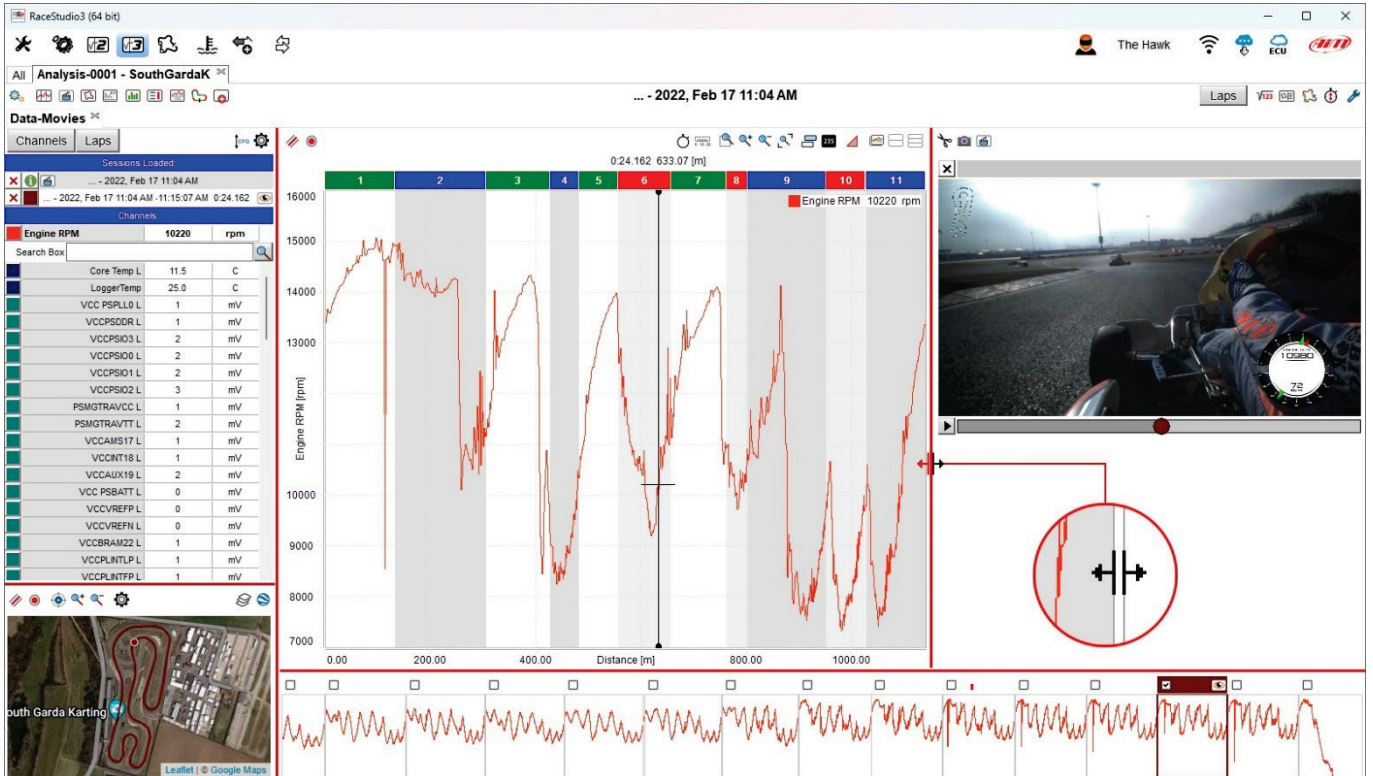 RaceStudio3 (64 bit)
The Hawk
ECU
AiM
All Analysis-0001 - SouthGardaK
... - 2022, Feb 17 11:04 AM
Laps
Data-Movies
Channels Laps
CFG
0:24.162 633.07 [m]
Sessions Loaded:
... - 2022, Feb 17 11:04 AM
... - 2022, Feb 17 11:04 AM -11:15:07 AM 0:24.162
Channels
Engine RPM 10220 rpm
Search Box
Core Temp L 11.5 C
LoggerTemp 25.0 C
VCC PSPLL0 L 1 mV
VCCPSDDR L 1 mV
VCCPSIO3 L 2 mV
VCCPSIO0 L 2 mV
VCCPSIO1 L 2 mV
VCCPSIO2 L 3 mV
PSMGTRAVCC L 1 mV
PSMGTRAVTT L 2 mV
VCCAMS17 L 1 mV
VCCINT18 L 1 mV
VCCAUX19 L 2 mV
VCC PSBATT L 0 mV
VCCVREFP L 0 mV
VCCVREFN L 0 mV
VCCBRAM22 L 1 mV
VCCPLINTLP L 1 mV
VCCPLINTFP L 1 mV
1 2 3 4 5 6 7 8 9 10 11
Engine RPM 10220 rpm
16000
15000
14000
13000
Engine RPM [rpm]
10000
9000
8000
7000
0.00 200.00 400.00 Distance [m] 800.00 1000.00
10980
72
outh Garda Karting
Leaflet | © Google Maps